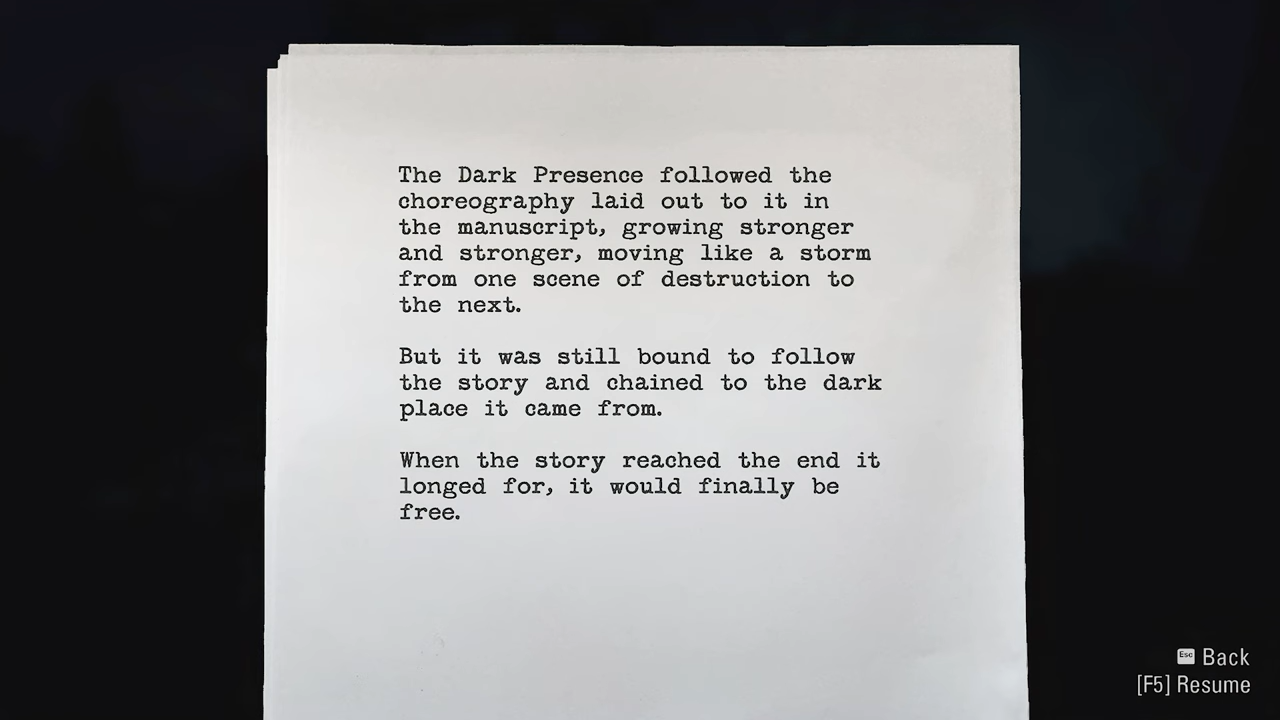 The Dark Presence followed the
choreography laid out to it in
the manuscript, growing stronger
and stronger, moving like a storm
from one scene of destruction to
the next.
But it was still bound to follow
the story and chained to the dark
place it came from.
When the story reached the end it
longed for, it would finally be
free.
Esc Back
[F5] Resume